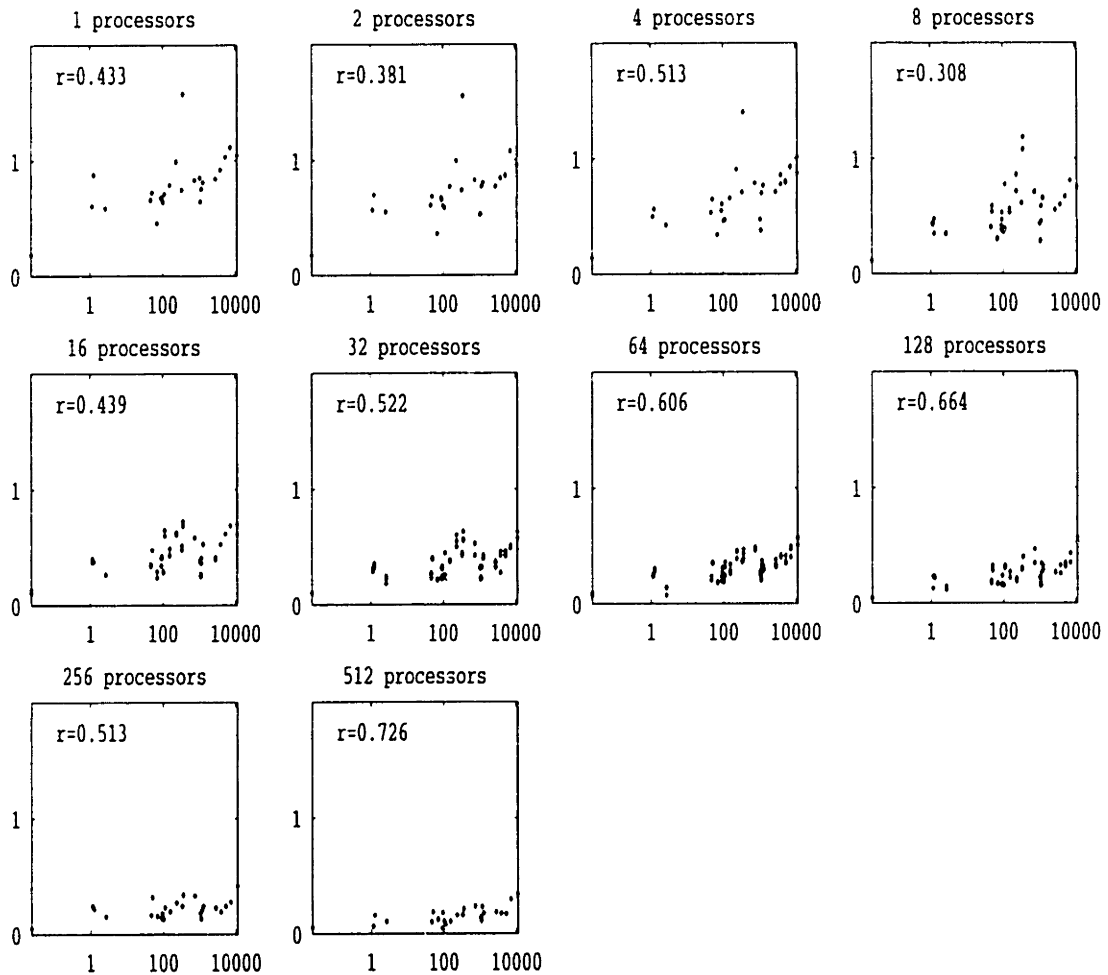 1 processors
2 processors
4 processors
8 processors
r=0.433
r=0.381
r=0.513
r=0.308
1
1
1
1
0
0
0
0
1 100 10000
1 100 10000
1 100 10000
1 100 10000
16 processors
32 processors
64 processors
128 processors
r=0.439
r=0.522
r=0.606
r=0.664
1
1
1
1
0
0
0
0
1 100 10000
1 100 10000
1 100 10000
1 100 10000
256 processors
512 processors
r=0.513
r=0.726
1
1
0
0
1 100 10000
1 100 10000